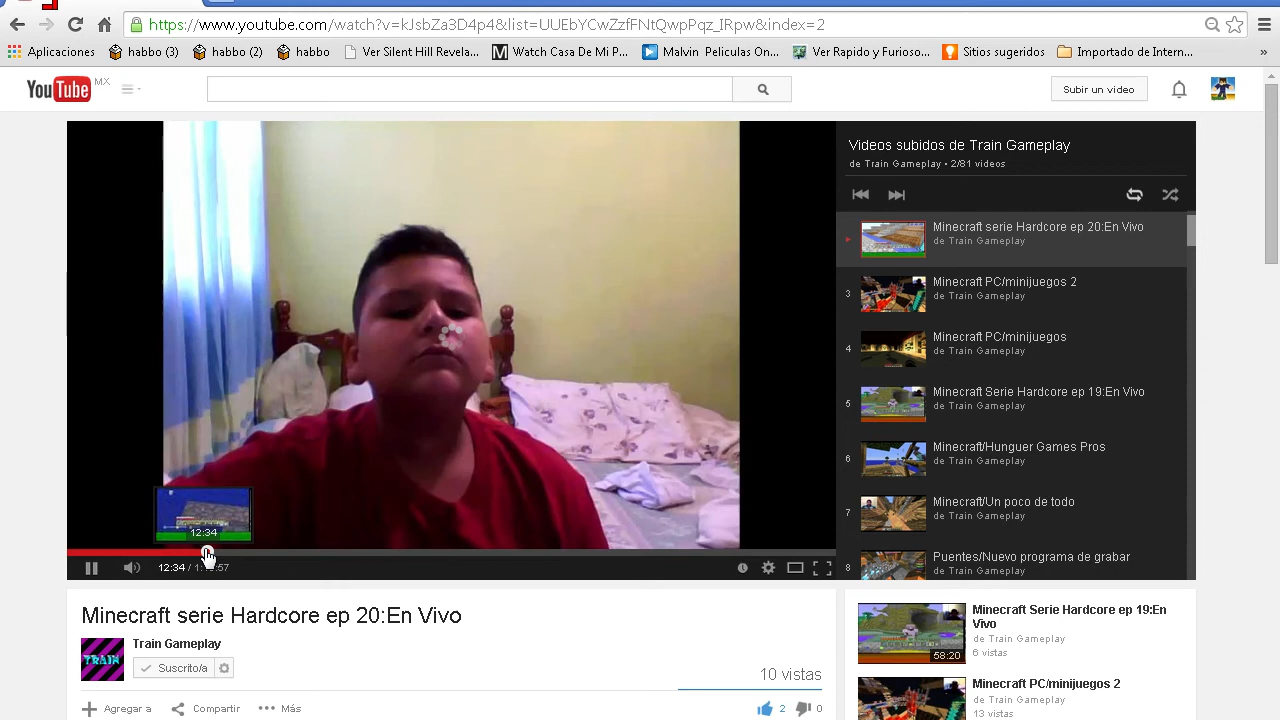 https://www.youtube.com/watch?v=kJsbZa3D4p4&list=UUEbYCwZzfFNtQwpPqz_IRpw&index=2
Aplicaciones
habbo (3)
habbo (2)
habbo
Ver Silent Hill Revela...
Watch Casa De Mi P...
Malvin Peliculas On...
Ver Rapido y Furioso...
Sitios sugeridos
Importado de Intern...
»
YouTube MX
Subir un video
Videos subidos de Train Gameplay
de Train Gameplay • 2/81 videos
Minecraft serie Hardcore ep 20:En Vivo
de Train Gameplay
3
Minecraft PC/minijuegos 2
de Train Gameplay
4
Minecraft PC/minijuegos
de Train Gameplay
5
Minecraft Serie Hardcore ep 19:En Vivo
de Train Gameplay
6
Minecraft/Hunguer Games Pros
de Train Gameplay
7
Minecraft/Un poco de todo
de Train Gameplay
8
Puentes/Nuevo programa de grabar
de Train Gameplay
12:34
12:34 /
Minecraft serie Hardcore ep 20:En Vivo
TRAIN
Train Gameplay
Suscrito/a
10 vistas
Agregar a
Compartir
Más
2
0
58:20
Minecraft Serie Hardcore ep 19:En
Vivo
de Train Gameplay
6 vistas
Minecraft PC/minijuegos 2
de Train Gameplay
13 vistas